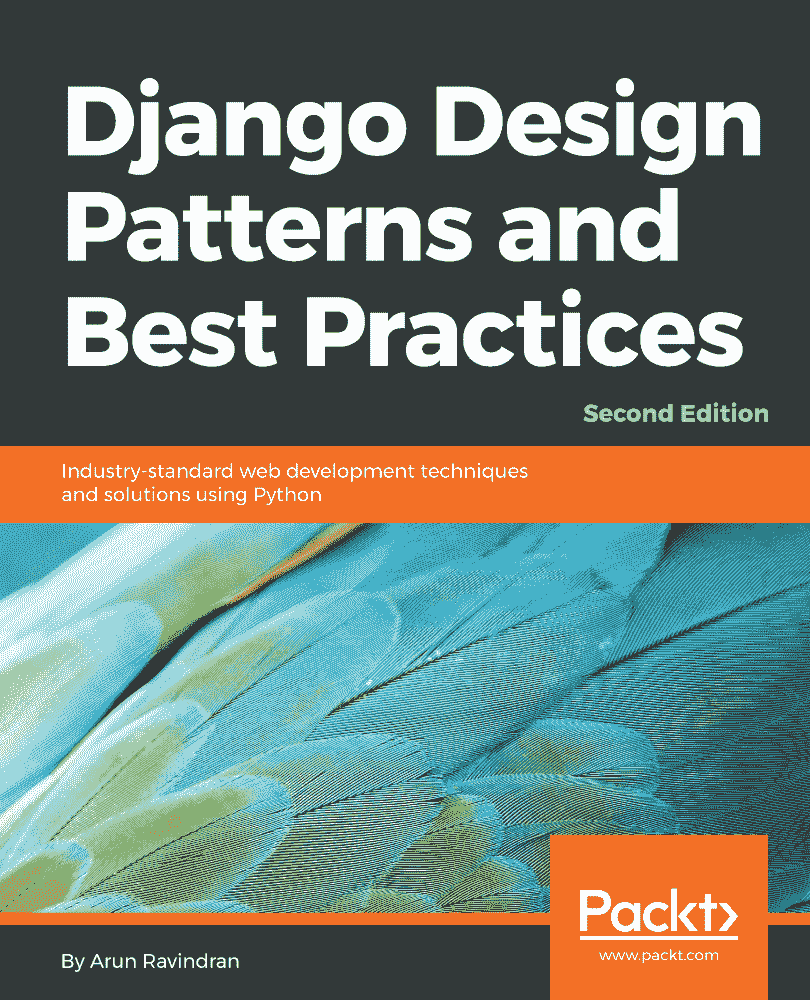 Django Design
Patterns and
Best Practices
Second Edition
Industry-standard web development techniques
and solutions using Python
By Arun Ravindran
Packt>
www.packt.com